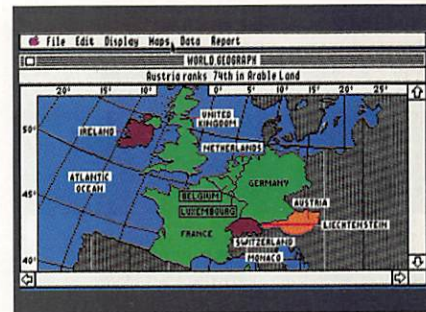 File Edit Display Maps Data Report
WORLD.GEOGRAPH
Austria ranks 74th in Arable Land
20° 15° 10° 0° 5° 15° 20° 25°
UNITED
KINGDOM
IRELAND
50°
NETHERLANDS
ATLANTIC
OCEAN
GERMANY
BELGIUM
45°
AUSTRIA
LUXEMBOURG
LIECHTENSTEIN
FRANCE
SWITZERLAND
40°
MONACO